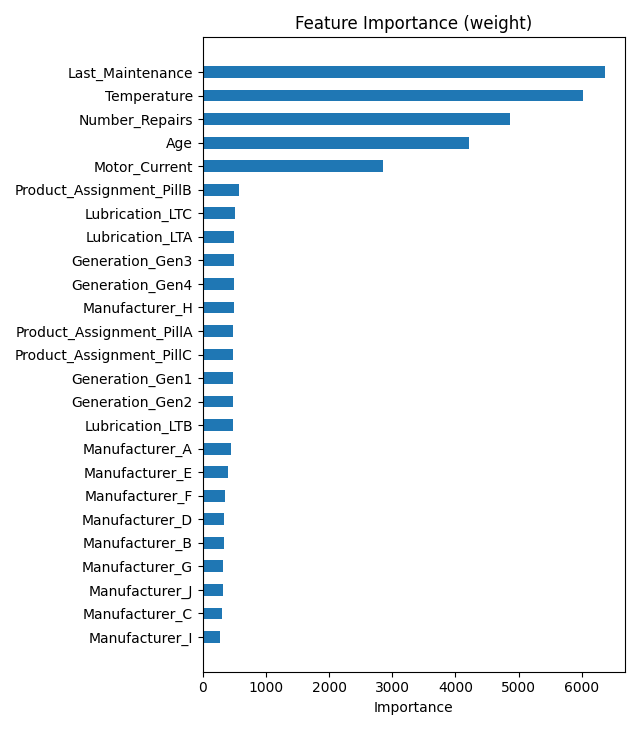 Feature Importance (weight)
Last_Maintenance
Temperature
Number_Repairs
Age
Motor_Current
Product_Assignment_PillB
Lubrication_LTC
Lubrication_LTA
Generation_Gen3
Generation_Gen4
Manufacturer_H
Product_Assignment_PillA
Product_Assignment_PillC
Generation_Gen1
Generation_Gen2
Lubrication_LTB
Manufacturer_A
Manufacturer_E
Manufacturer_F
Manufacturer_D
Manufacturer_B
Manufacturer_G
Manufacturer_J
Manufacturer_C
Manufacturer_I
0 1000 2000 3000 4000 5000 6000
Importance